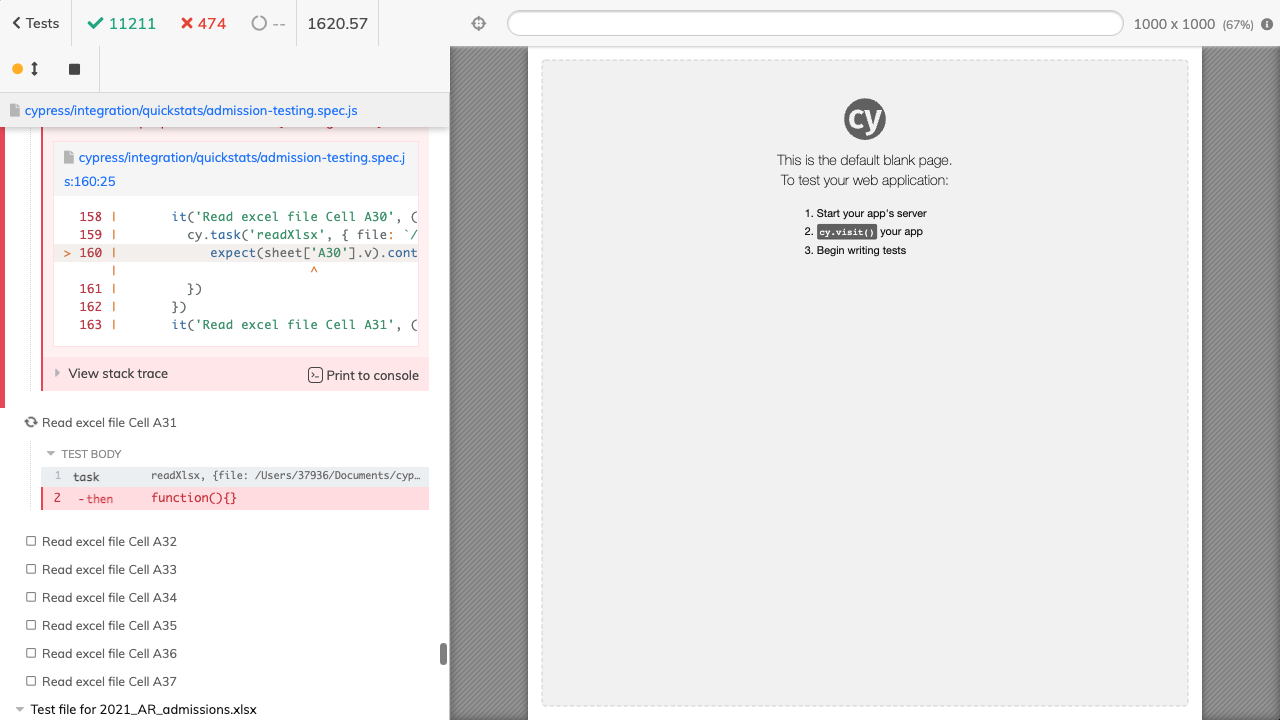 Tests
11211
474
--
1620.57
1000 x 1000 (67%)
cypress/integration/quickstats/admission-testing.spec.js
cypress/integration/quickstats/admission-testing.spec.j
s:160:25
158 | it('Read excel file Cell A30', (
159 | cy.task('readXlsx', { file: `/
> 160 | expect(sheet['A30'].v).cont
| ^
161 | })
162 | })
163 | it('Read excel file Cell A31', (
View stack trace
Print to console
Read excel file Cell A31
TEST BODY
1 task readXlsx, {file: /Users/37936/Documents/cyp…
2 -then function(){}
Read excel file Cell A32
Read excel file Cell A33
Read excel file Cell A34
Read excel file Cell A35
Read excel file Cell A36
Read excel file Cell A37
Test file for 2021_AR_admissions.xlsx
cy
This is the default blank page.
To test your web application:
1. Start your app's server
2. cy.visit() your app
3. Begin writing tests